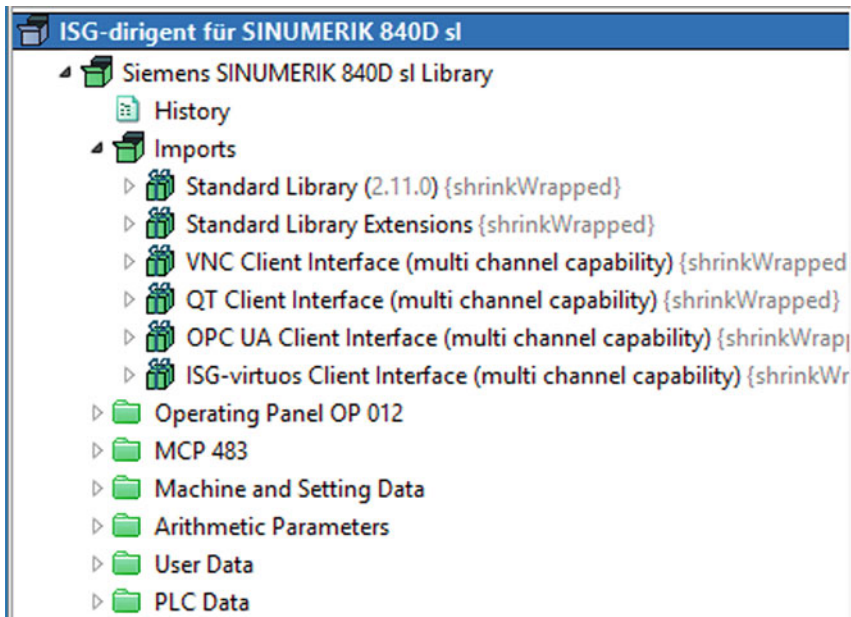 ISG-dirigent für SINUMERIK 840D sl
Siemens SINUMERIK 840D sl Library
History
Imports
Standard Library (2.11.0) {shrinkWrapped}
Standard Library Extensions {shrinkWrapped}
VNC Client Interface (multi channel capability) {shrinkWrapped
QT Client Interface (multi channel capability) {shrinkWrapped}
OPC UA Client Interface (multi channel capability) {shrinkWrapp
ISG-virtuos Client Interface (multi channel capability) {shrinkWr
Operating Panel OP 012
MCP 483
Machine and Setting Data
Arithmetic Parameters
User Data
PLC Data